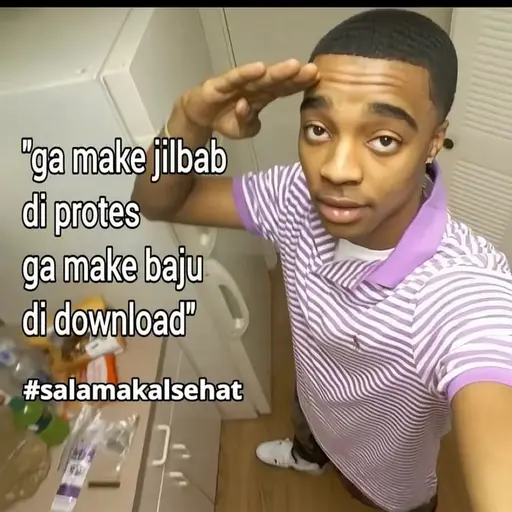 "ga make jilbab
di protes
ga make baju
di download"
#salamakalsehat